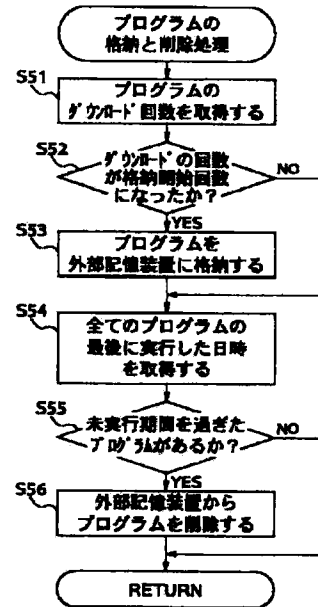 プログラムの
格納と削除処理
S51
プログラムの
ダウンロード回数を取得する
S52
ダウンロードの回数
が格納開始回数
になったか？
NO
YES
S53
プログラムを
外部記憶装置に格納する
S54
全てのプログラムの
最後に実行した日時
を取得する
S55
未実行期間を過ぎた
プログラムがあるか？
NO
YES
S56
外部記憶装置から
プログラムを削除する
RETURN